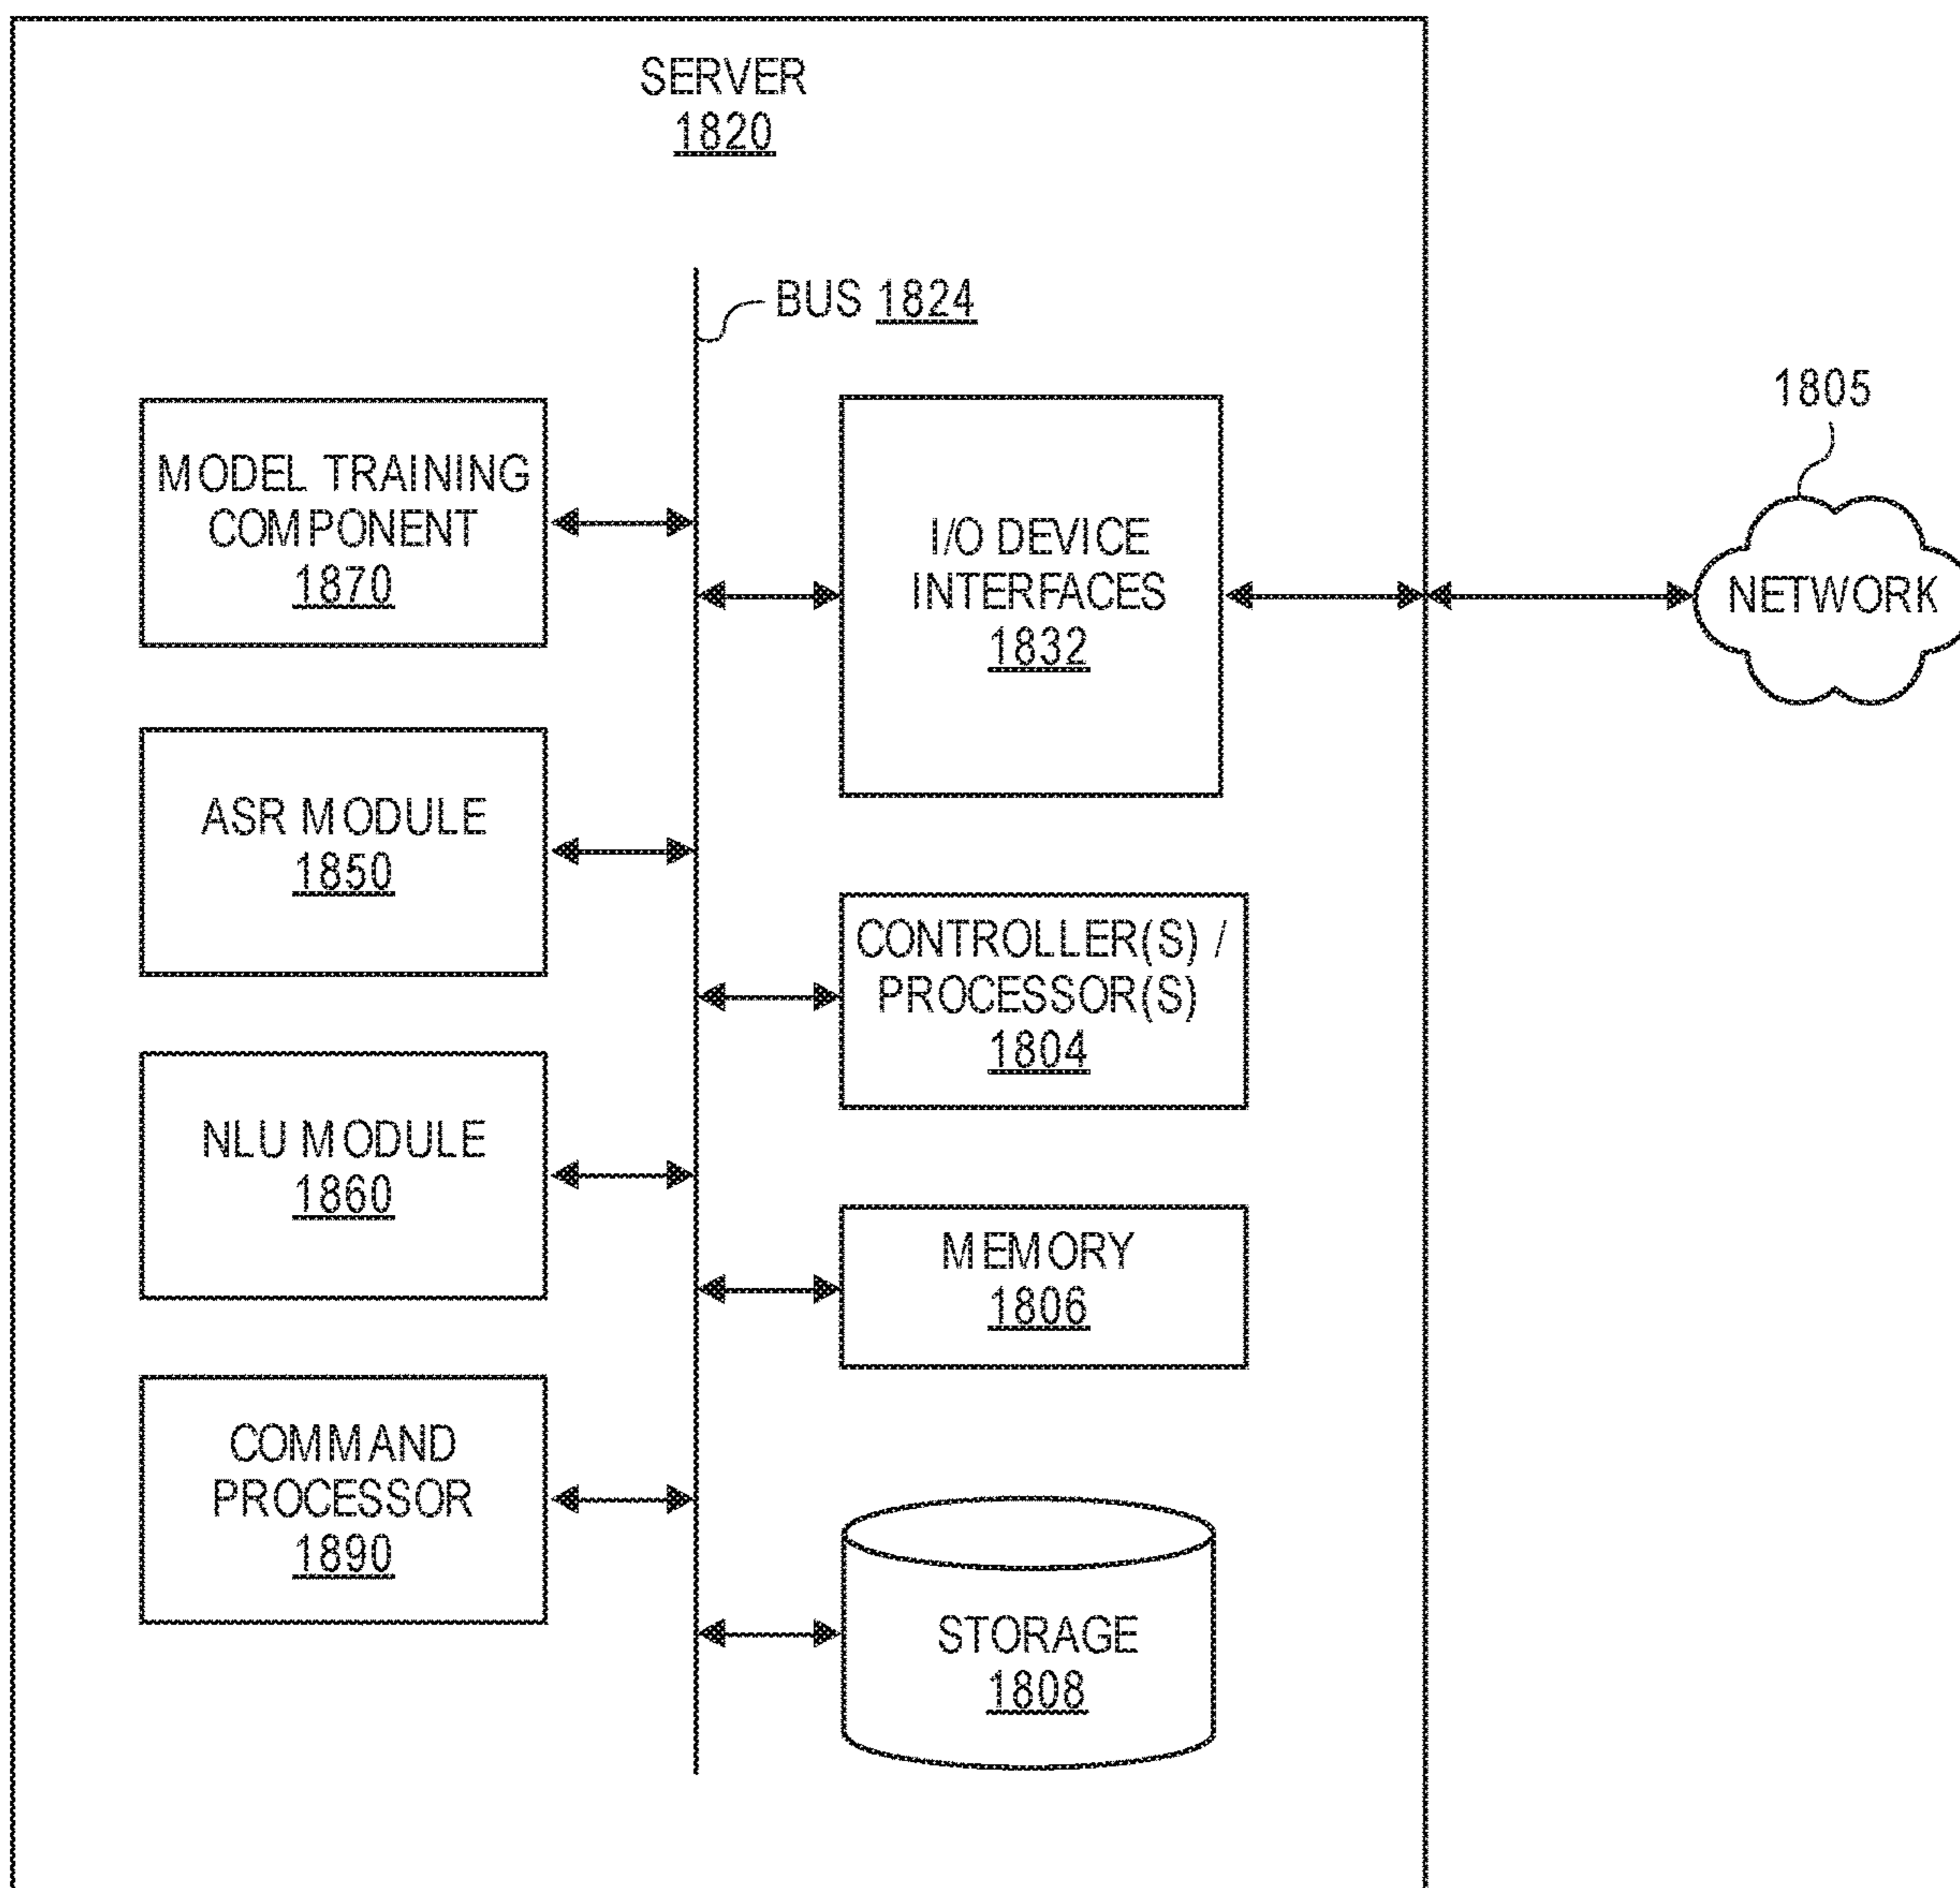 SERVER
1820
BUS 1824
MODEL TRAINING
COMPONENT
1870
I/O DEVICE
INTERFACES
1832
1805
NETWORK
ASR MODULE
1850
CONTROLLER(S) /
PROCESSOR(S)
1804
NLU MODULE
1860
MEMORY
1806
COMMAND
PROCESSOR
1890
STORAGE
1808